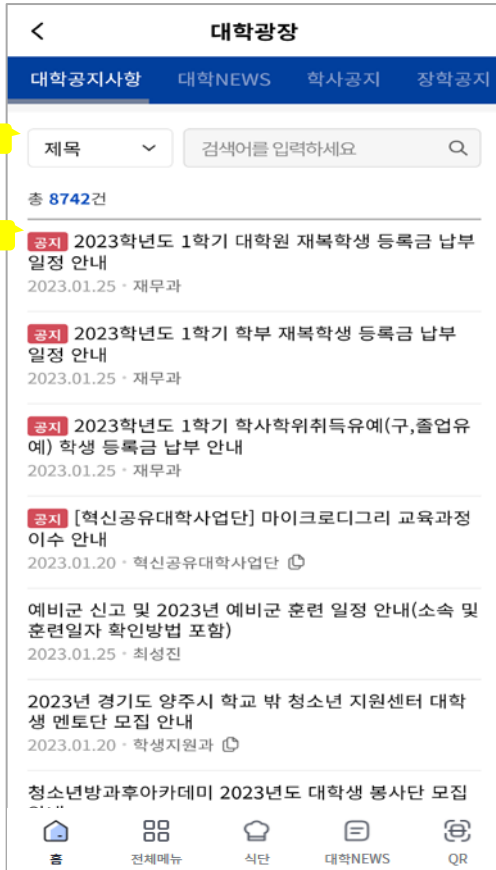 대학광장
대학공지사항 대학NEWS 학사공지 장학공지
제목 검색어를 입력하세요
총 8742건
공지 2023학년도 1학기 대학원 재복학생 등록금 납부
일정 안내
2023.01.25 · 재무과
공지 2023학년도 1학기 학부 재복학생 등록금 납부
일정 안내
2023.01.25 · 재무과
공지 2023학년도 1학기 학사학위취득유예(구,졸업유
예) 학생 등록금 납부 안내
2023.01.25 · 재무과
공지 [혁신공유대학사업단] 마이크로디그리 교육과정
이수 안내
2023.01.20 · 혁신공유대학사업단
예비군 신고 및 2023년 예비군 훈련 일정 안내(소속 및
훈련일자 확인방법 포함)
2023.01.25 · 최성진
2023년 경기도 양주시 학교 밖 청소년 지원센터 대학
생 멘토단 모집 안내
2023.01.20 · 학생지원과
청소년방과후아카데미 2023년도 대학생 봉사단 모집
홈 전체메뉴 식단 대학NEWS QR